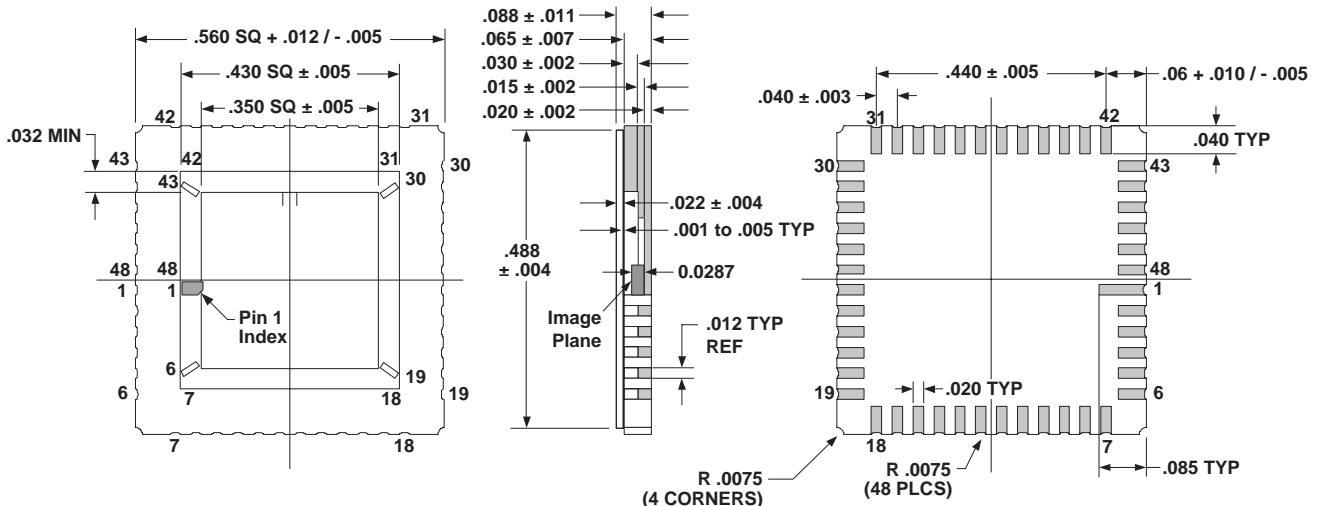 .560 SQ + .012 / - .005
.430 SQ ± .005
.350 SQ ± .005
42
31
.032 MIN
43
42
31
30
43
30
48
48
1
1
Pin 1
Index
6
19
6
7
18
19
7
18
.088 ± .011
.065 ± .007
.030 ± .002
.015 ± .002
.020 ± .002
.022 ± .004
.001 to .005 TYP
.488
± .004
0.0287
Image
Plane
.012 TYP
REF
.440 ± .005
.06 + .010 / - .005
.040 ± .003
31
42
.040 TYP
30
43
48
1
19
.020 TYP
6
18
7
R .0075
(4 CORNERS)
R .0075
(48 PLCS)
.085 TYP